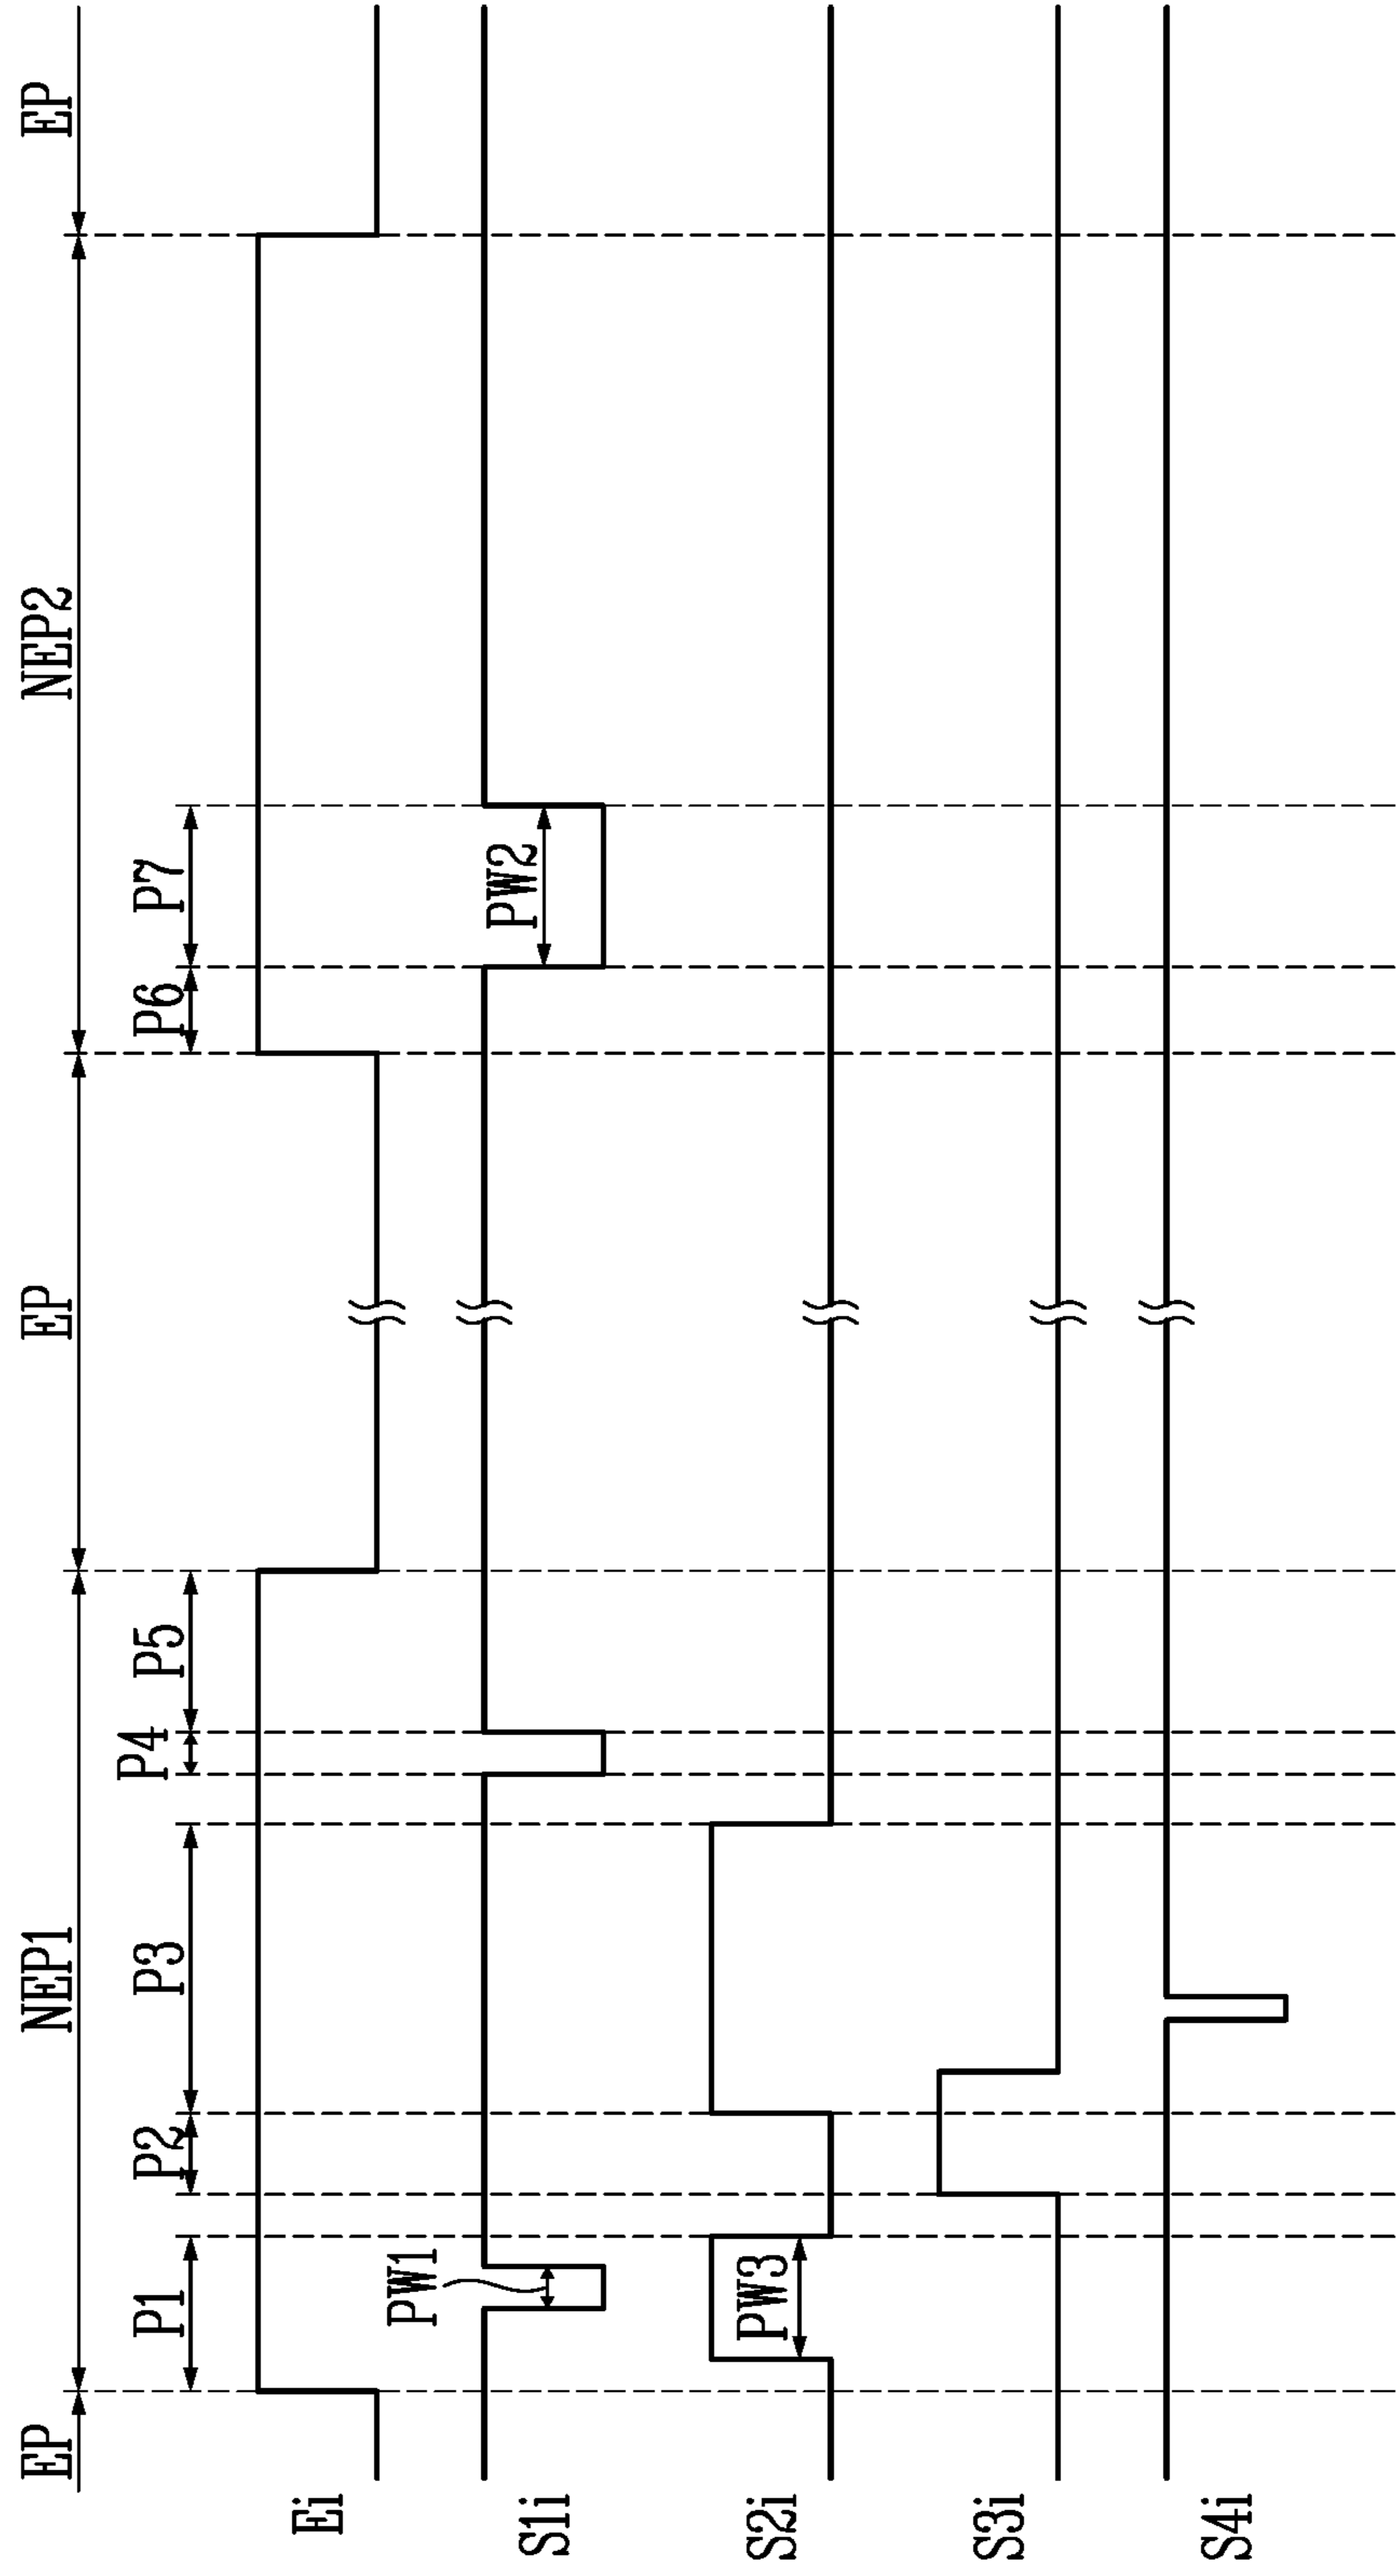 EP NEP1 EP NEP2 EP
P1 P2 P3 P4 P5 P6 P7
Ei
PW1 PW2
S1i
PW3
S2i
S3i
S4i